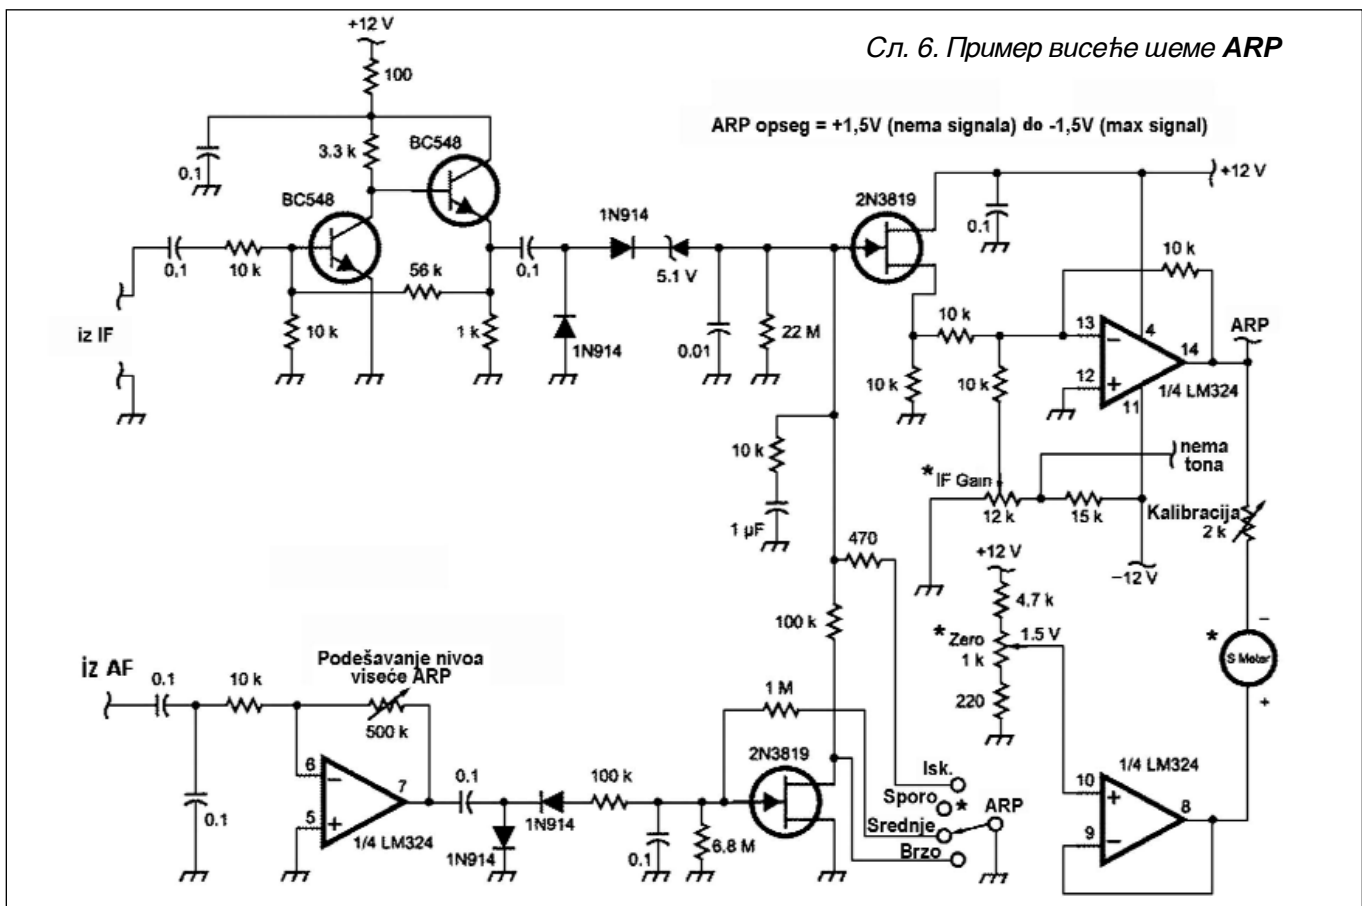 Сл. 6. Пример висеће шеме ARP
ARP opseg = +1,5V (nema signala) do -1,5V (max signal)
+12 V
100
3.3 k
0.1
BC548
BC548
iz IF
0.1
10 k
10 k
56 k
1 k
0.1
1N914
1N914
5.1 V
0.01
22 M
2N3819
0.1
+12 V
10 k
10 k
10 k
10 k
13
12
4
14
11
1/4 LM324
ARP
10 k
1 µF
* IF Gain
12 k
15 k
nema
tona
−12 V
Kalibracija
2 k
470
100 k
+12 V
4.7 k
* Zero
1 k
1.5 V
220
* S Meter
−
+
iz AF
0.1
10 k
Podešavanje nivoa
viseće ARP
500 k
0.1
6
5
7
1/4 LM324
0.1
1N914
1N914
100 k
0.1
6.8 M
1 M
2N3819
Isk.
Sporo *
Srednje
Brzo
ARP
10
9
8
1/4 LM324